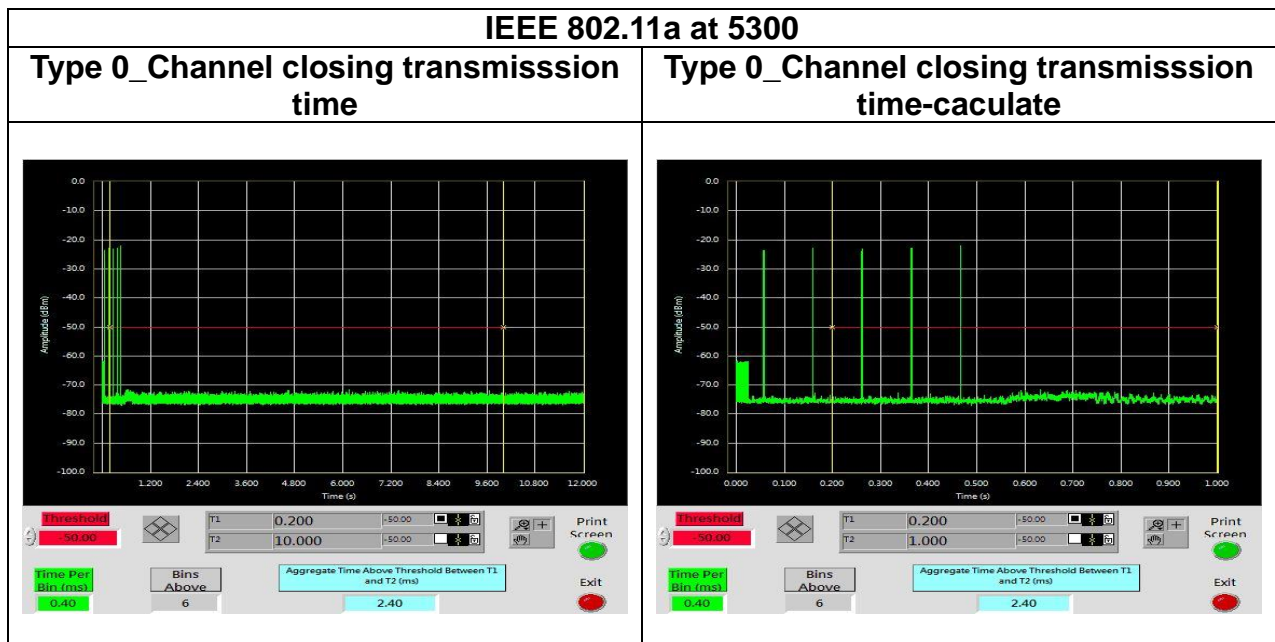 IEEE 802.11a at 5300
Type 0_Channel closing transmisssion
time
Type 0_Channel closing transmisssion
time-caculate
0.0
-10.0
-20.0
-30.0
-40.0
-50.0
-60.0
-70.0
-80.0
-90.0
-100.0
Amplitude (dBm)
1.200 2.400 3.600 4.800 6.000 7.200 8.400 9.600 10.800 12.000
Time (s)
Threshold
-50.00
T1 0.200 -50.00
T2 10.000 -50.00
Print
Screen
Time Per
Bin (ms)
0.40
Bins
Above
6
Aggregate Time Above Threshold Between T1
and T2 (ms)
2.40
Exit
0.0
-10.0
-20.0
-30.0
-40.0
-50.0
-60.0
-70.0
-80.0
-90.0
-100.0
Amplitude (dBm)
0.000 0.100 0.200 0.300 0.400 0.500 0.600 0.700 0.800 0.900 1.000
Time (s)
Threshold
-50.00
T1 0.200 -50.00
T2 1.000 -50.00
Print
Screen
Time Per
Bin (ms)
0.40
Bins
Above
6
Aggregate Time Above Threshold Between T1
and T2 (ms)
2.40
Exit